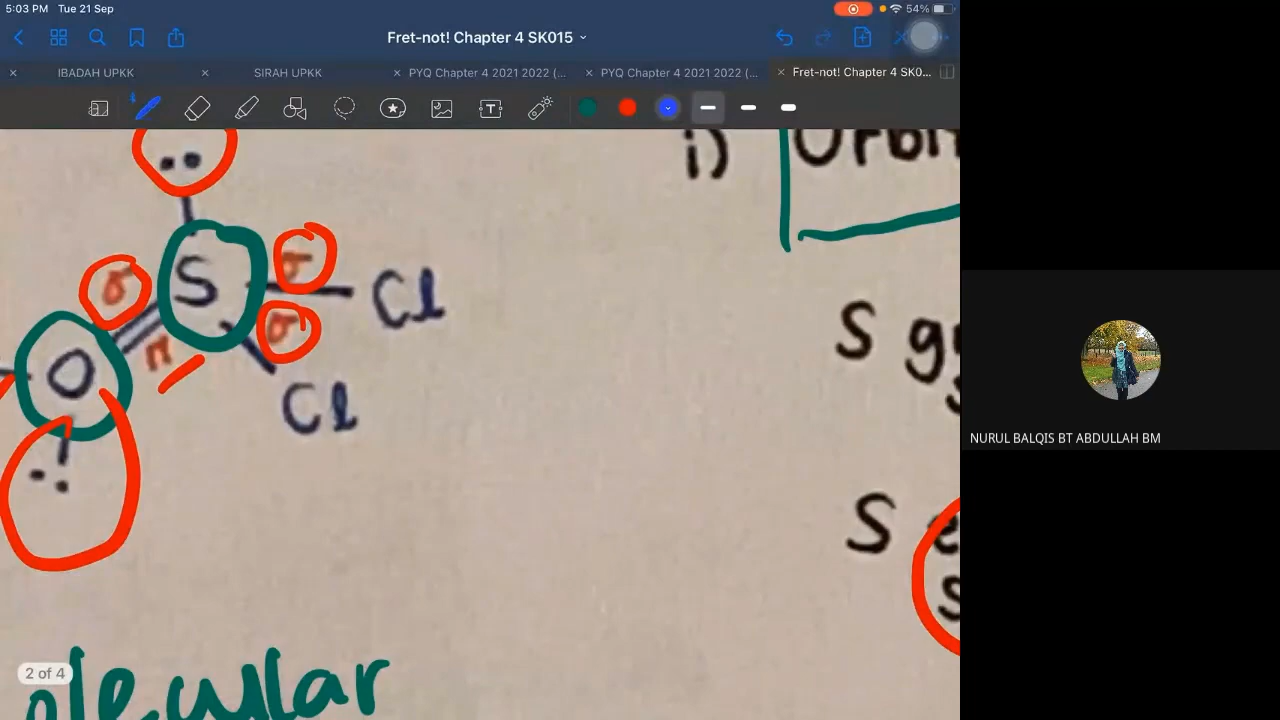 5:03 PM Tue 21 Sep
54%
Fret-not! Chapter 4 SK015
IBADAH UPKK
SIRAH UPKK
PYQ Chapter 4 2021 2022 (...
PYQ Chapter 4 2021 2022 (...
Fret-not! Chapter 4 SK0...
i)
S
σ
σ
Cl
σ
π
O
Cl
S
S
2 of 4
NURUL BALQIS BT ABDULLAH BM